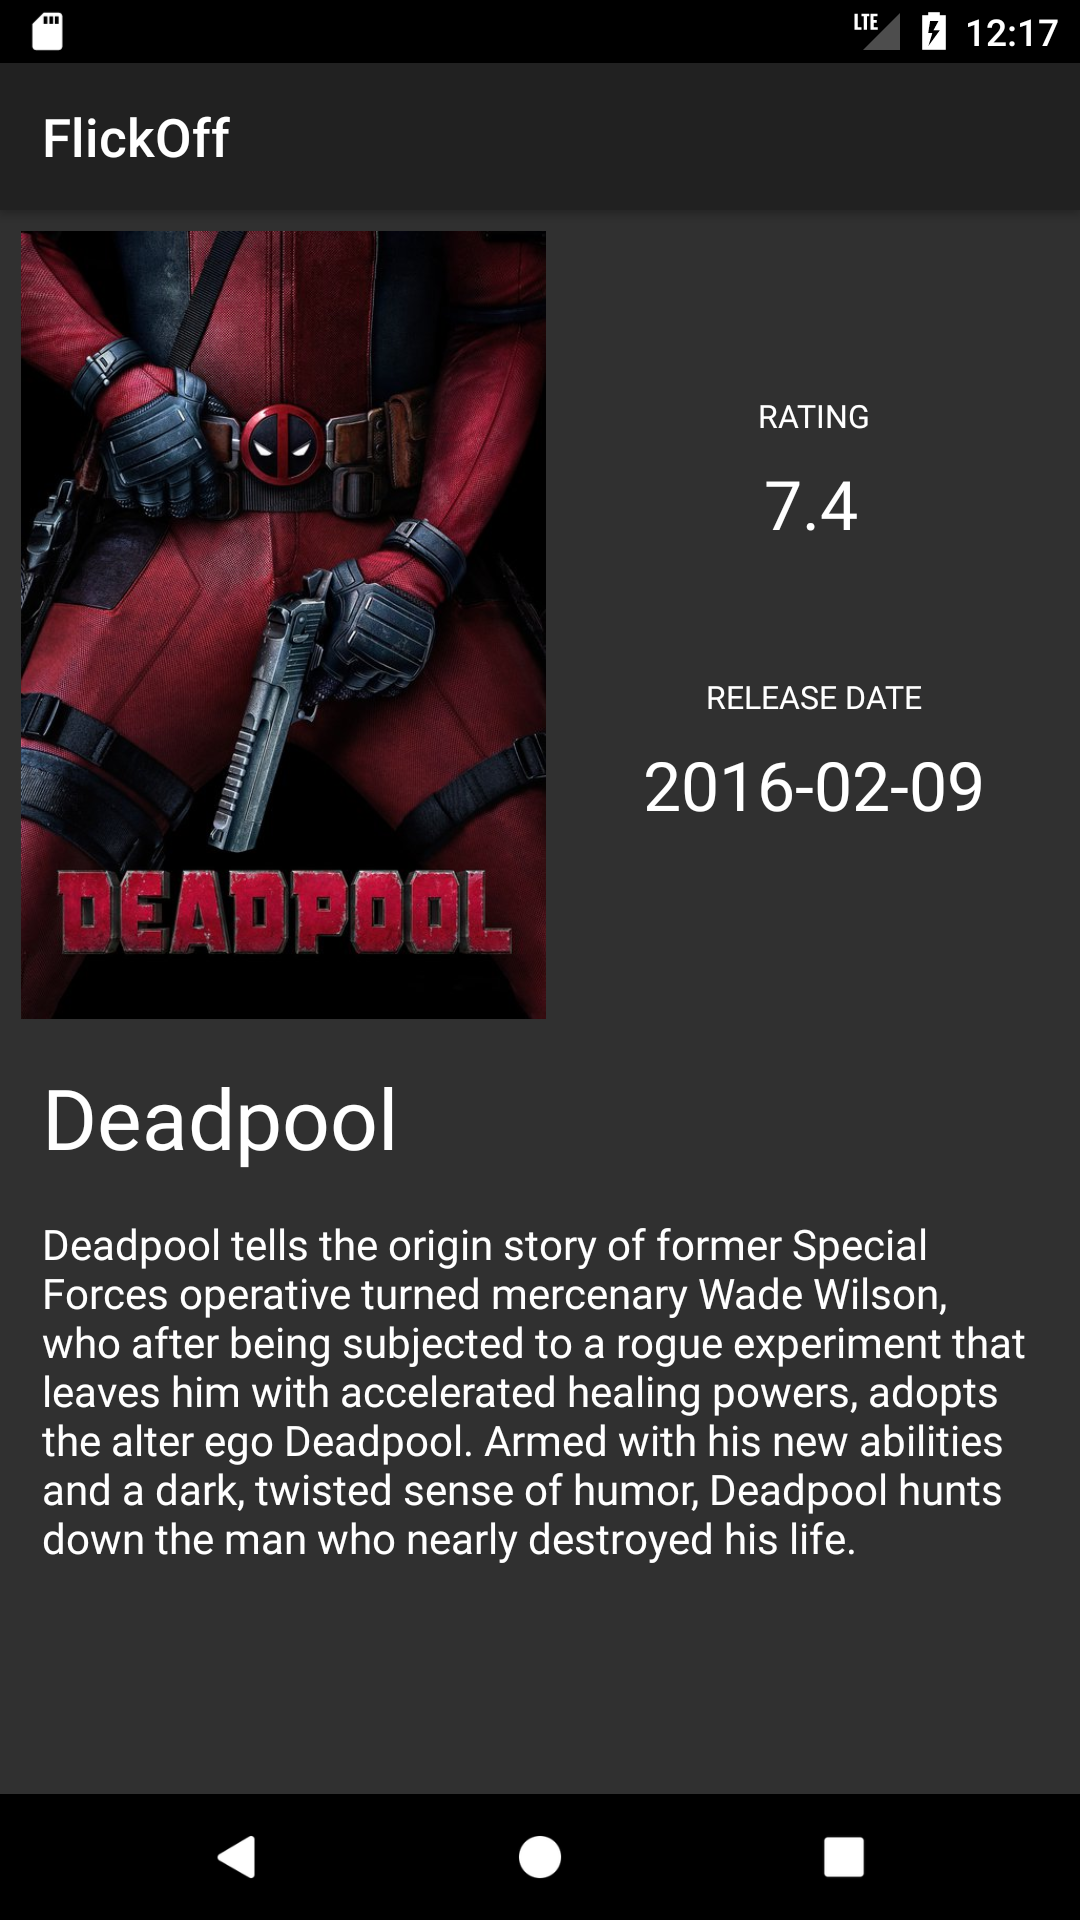 LTE 12:17
FlickOff
RATING
7.4
RELEASE DATE
2016-02-09
DEADPOOL
Deadpool
Deadpool tells the origin story of former Special
Forces operative turned mercenary Wade Wilson,
who after being subjected to a rogue experiment that
leaves him with accelerated healing powers, adopts
the alter ego Deadpool. Armed with his new abilities
and a dark, twisted sense of humor, Deadpool hunts
down the man who nearly destroyed his life.